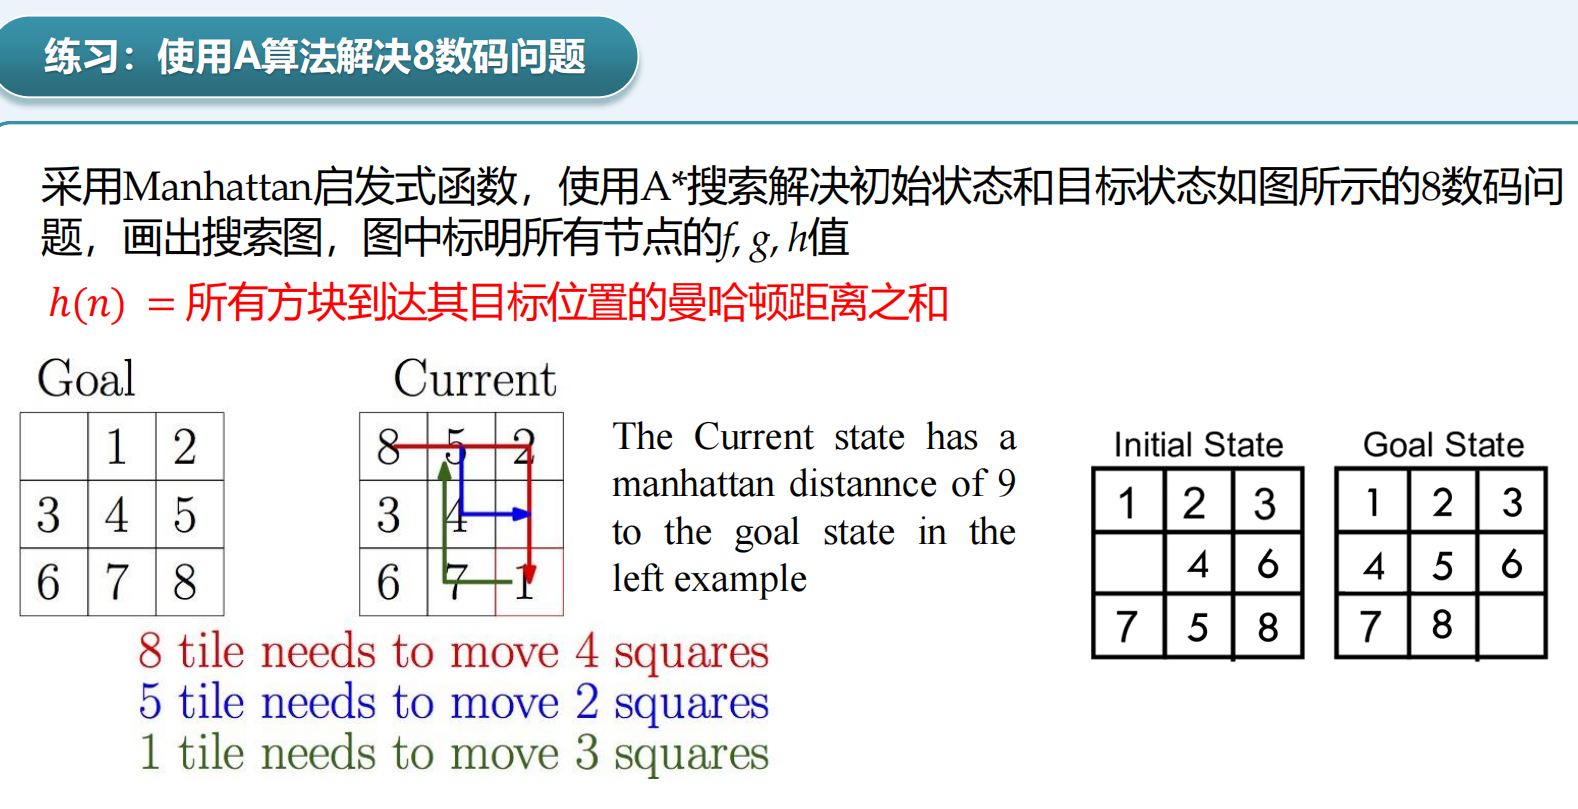 练习：使用A算法解决8数码问题
采用Manhattan启发式函数，使用A*搜索解决初始状态和目标状态如图所示的8数码问
题，画出搜索图，图中标明所有节点的f, g, h值
h(n) = 所有方块到达其目标位置的曼哈顿距离之和
Goal
1 2
3 4 5
6 7 8
Current
8 5 2
3 4
6 7 1
The Current state has a
manhattan distannce of 9
to the goal state in the
left example
8 tile needs to move 4 squares
5 tile needs to move 2 squares
1 tile needs to move 3 squares
Initial State
1 2 3
4 6
7 5 8
Goal State
1 2 3
4 5 6
7 8